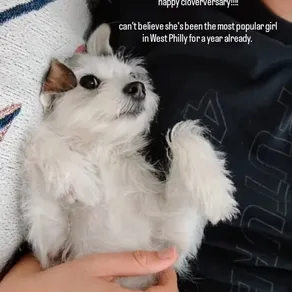 happy cloverversary!!!!
can't believe she's been the most popular girl
in West Philly for a year already.